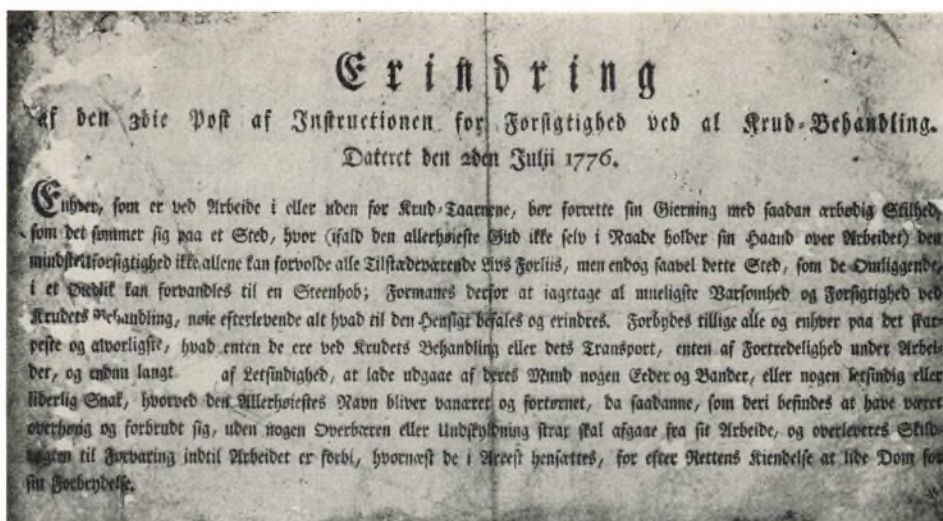 Erindring
af den 3die Post af Instructionen for Forsigtighed ved al Krud-Behandling.
Dateret den 2den Julii 1776.
Enhver, som er ved Arbeide i eller uden for Krud-Taarnene, bør forrette sin Gierning med saadan ærbødig Stilhed,
som det sømmer sig paa et Sted, hvor (ifald den allerhøieste Gud ikke selv i Naade holder sin Haand over Arbeidet) den
mindste Uforsigtighed ikke allene kan forvolde alle Tilstædeværende Livs Forliis, men endog saavel dette Sted, som de Omliggende,
i et Øieblik kan forvandles til en Steenhob; Formanes derfor at iagttage al mueligste Varsomhed og Forsigtighed ved
Krudets Behandling, nøie efterlevende alt hvad til den Hensigt befales og erindres. Forbydes tillige alle og enhver paa det skar-
peste og alvorligste, hvad enten de ere ved Krudets Behandling eller dets Transport, enten af Fortredelighed under Arbei-
der, og endnu langt af Letsindighed, at lade udgaae af deres Mund nogen Eeder og Bander, eller nogen letsindig eller
liderlig Snak, hvorved den Allerhøiestes Navn bliver vanæret og fortørnet, da saadanne, som deri befindes at have været
overhørig og forbrudt sig, uden nogen Overbæren eller Undskyldning strax skal afgaae fra sit Arbeide, og overleveres Skild-
vagten til Forvaring indtil Arbeidet er forbi, hvornæst de i Arrest hensættes, for efter Rettens Kiendelse at lide Dom for
sin Forbrydelse.